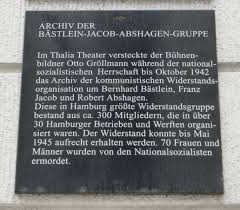 ARCHIV DER
BÄSTLEIN-JACOB-ABSHAGEN-GRUPPE
Im Thalia Theater versteckte der Bühnen-
bildner Otto Gröllmann während der national-
sozialistischen Herrschaft bis Oktober 1942
das Archiv der kommunistischen Widerstands-
organisation um Bernhard Bästlein, Franz
Jacob und Robert Abshagen.
Diese in Hamburg größte Widerstandsgruppe
bestand aus ca. 300 Mitgliedern, die in über
30 Hamburger Betrieben und Werften organi-
siert waren. Der Widerstand konnte bis Mai
1945 aufrecht erhalten werden. 70 Frauen und
Männer wurden von den Nationalsozialisten
ermordet.